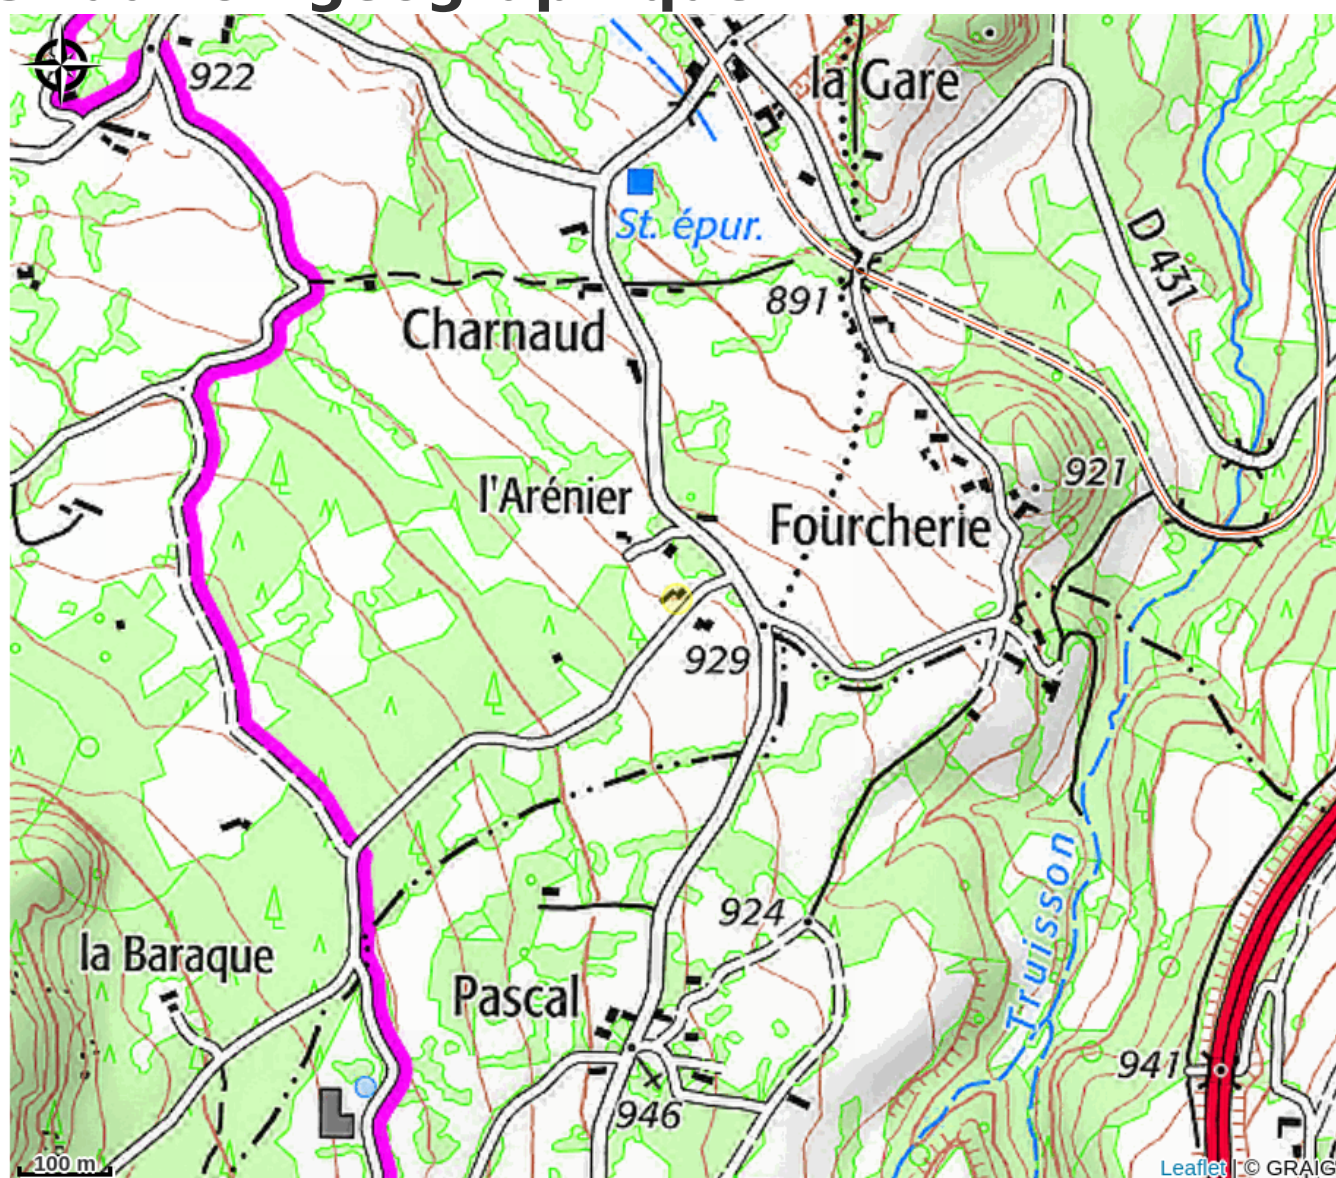 922
la Gare
St. épur.
D 431
891
Charnaud
921
l'Arénier
Fourcherie
929
Truisson
924
la Baraque
Pascal
941
946
100 m
Leaflet | © GRAIG